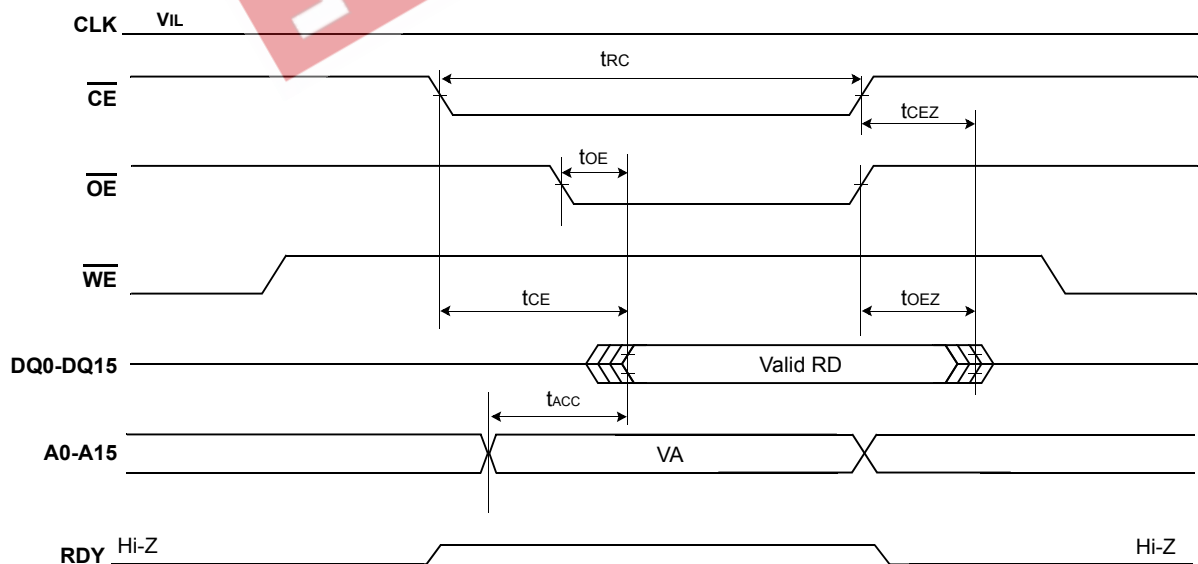 CLK VIL
tRC
CE
tCEZ
tOE
OE
WE
tCE
tOEZ
DQ0-DQ15 Valid RD
tACC
A0-A15 VA
RDY Hi-Z Hi-Z